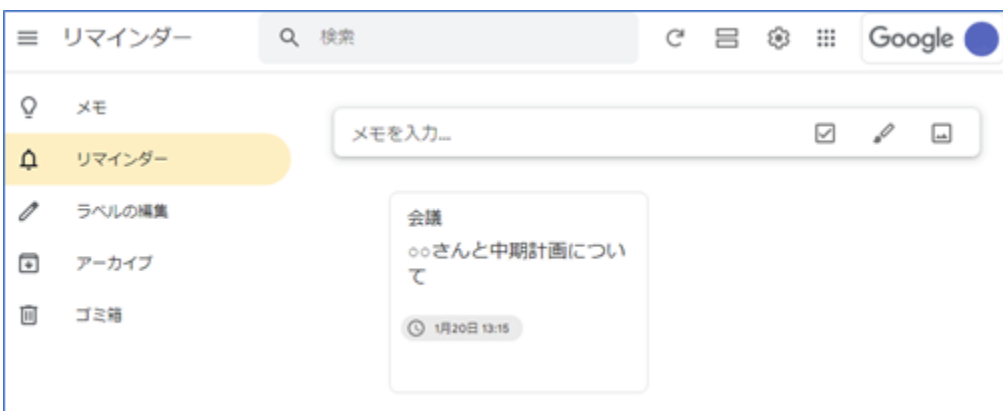 リマインダー
検索
Google
メモ
メモを入力...
リマインダー
ラベルの編集
アーカイブ
ゴミ箱
会議
○○さんと中期計画につい
て
1月20日 13:15